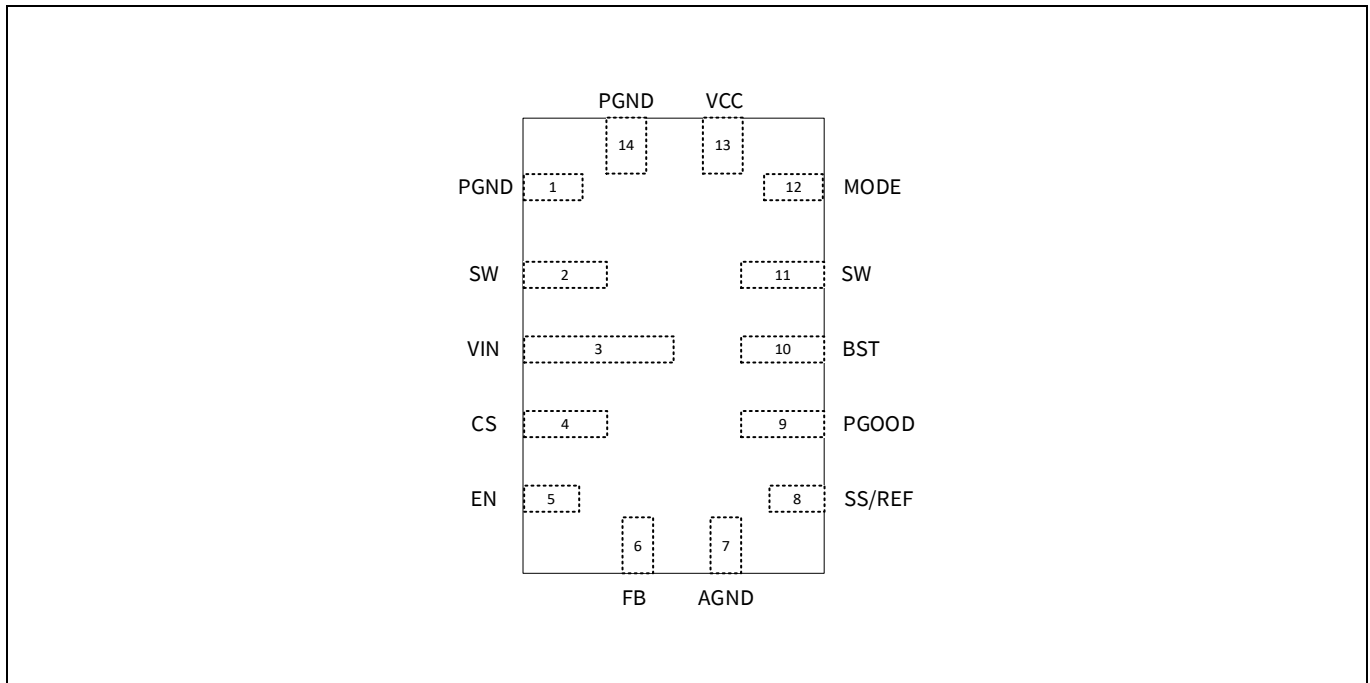 PGND VCC
14 13
PGND 1 12 MODE
SW 2 11 SW
VIN 3 10 BST
CS 4 9 PGOOD
EN 5 8 SS/REF
6 7
FB AGND